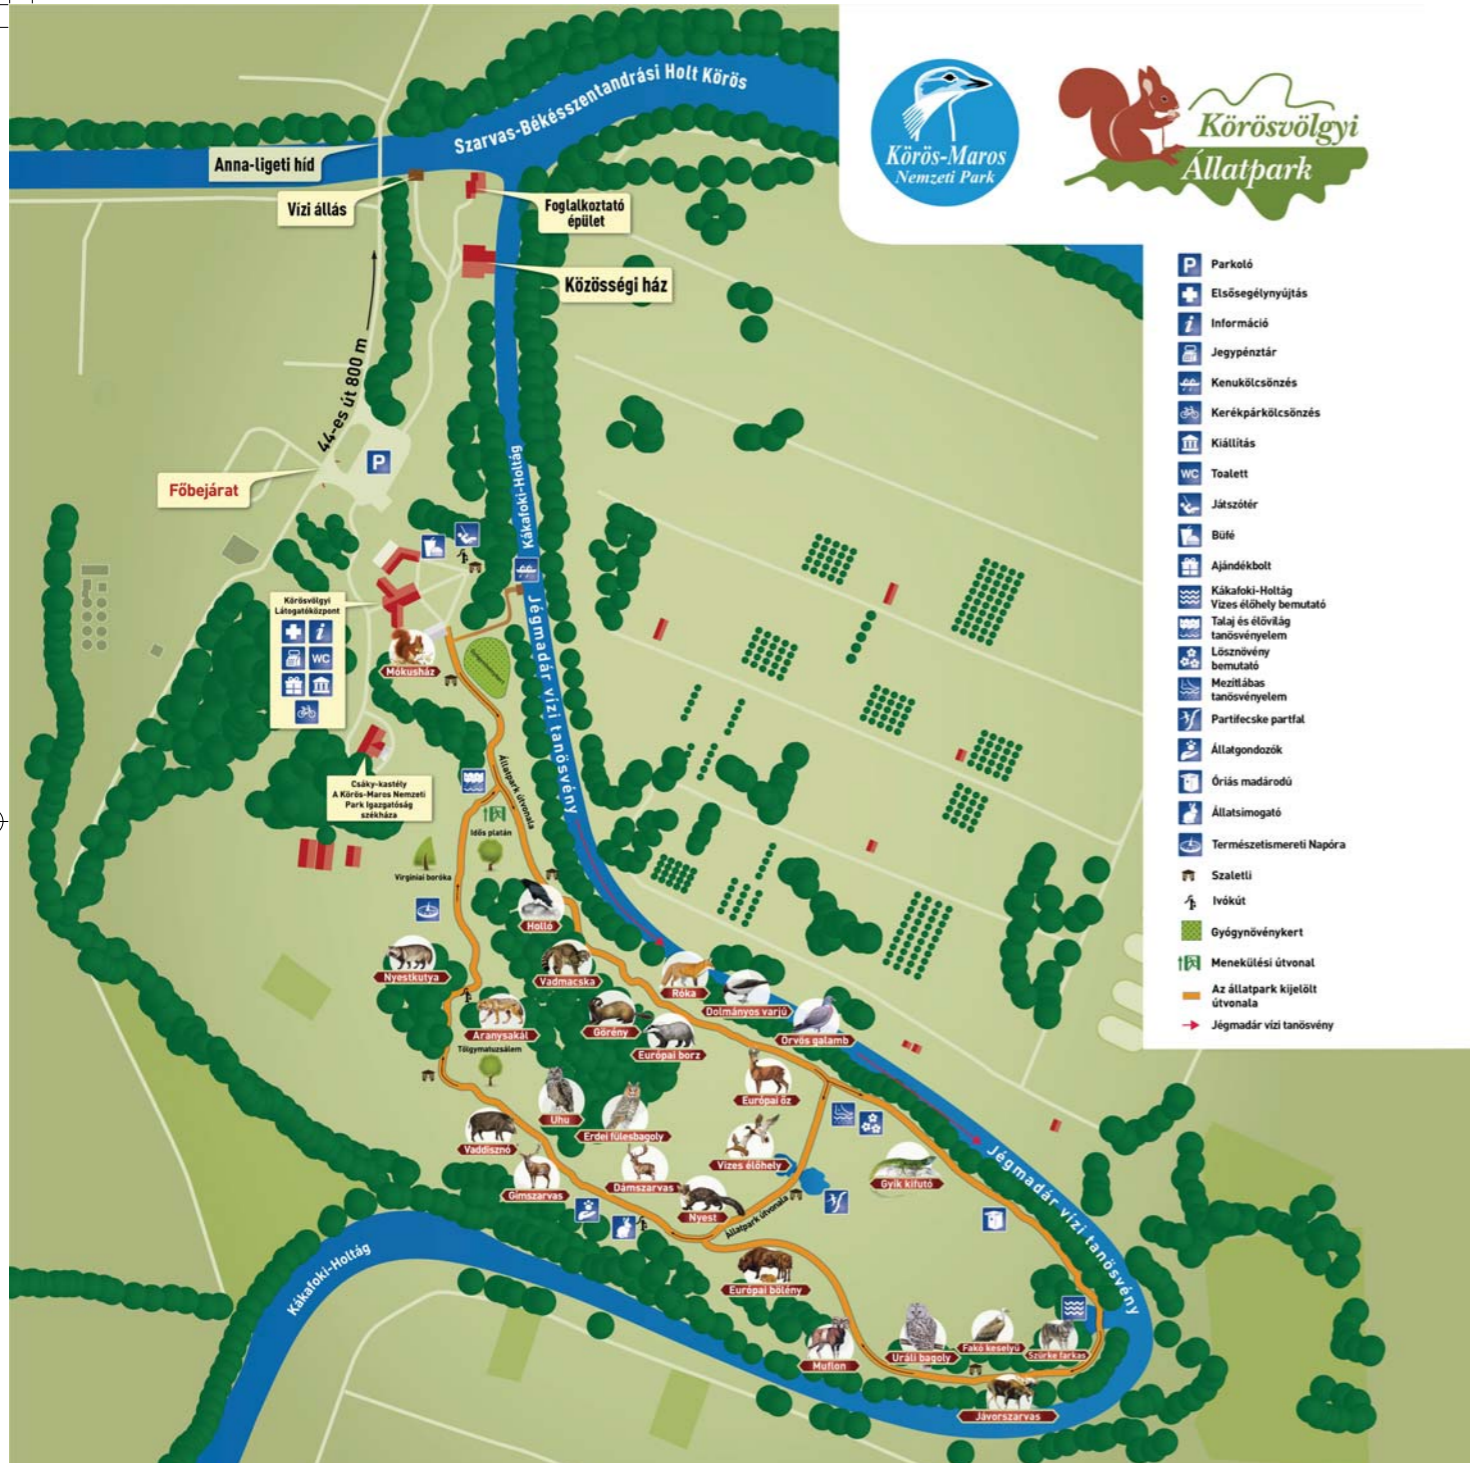 Szarvas-Békésszentandrási Holt Körös
Anna-ligeti híd
Vízi állás
Foglalkoztató
épület
Közösségi ház
44-es út 800 m
P
Főbejárat
Kákafoki-Holtág
Körös-Maros
Nemzeti Park
Körösvölgyi
Állatpark
P Parkoló
Elsősegélynyújtás
i Információ
Jegypénztár
Kenukölcsönzés
Kerékpárkölcsönzés
Kiállítás
WC Toalett
Játszótér
Büfé
Ajándékbolt
Kákafoki-Holtág
Vizes élőhely bemutató
Talaj és élővilág
tanösvényelem
Lösznövény
bemutató
Mezítlábas
tanösvényelem
Partifecske partfal
Állatgondozók
Óriás madárodú
Állatsimogató
Természetismereti Napóra
Szaletli
Ivókút
Gyógynövénykert
Menekülési útvonal
Az állatpark kijelölt
útvonala
Jégmadár vízi tanösvény
Körösvölgyi
Látogatóközpont
i
WC
Mókusház
Gyógynövénykert
Jégmadár vízi tanösvény
Csáky-kastély
A Körös-Maros Nemzeti
Park Igazgatóság
székháza
Állatpark útvonala
Idős platán
Virginiai boróka
Holló
Nyestkutya
Vadmacska
Róka
Dolmányos varjú
Örvös galamb
Aranysakál
Görény
Európai borz
Tölgymatuzsálem
Európai őz
Uhu
Erdei fülesbagoly
Vaddisznó
Vizes élőhely
Gyík kifutó
Gímszarvas
Dámszarvas
Nyest
Állatpark útvonala
Jégmadár vízi tanösvény
Kákafoki-Holtág
Európai bölény
Muflon
Uráli bagoly
Fakó keselyű
Szürke farkas
Jávorszarvas